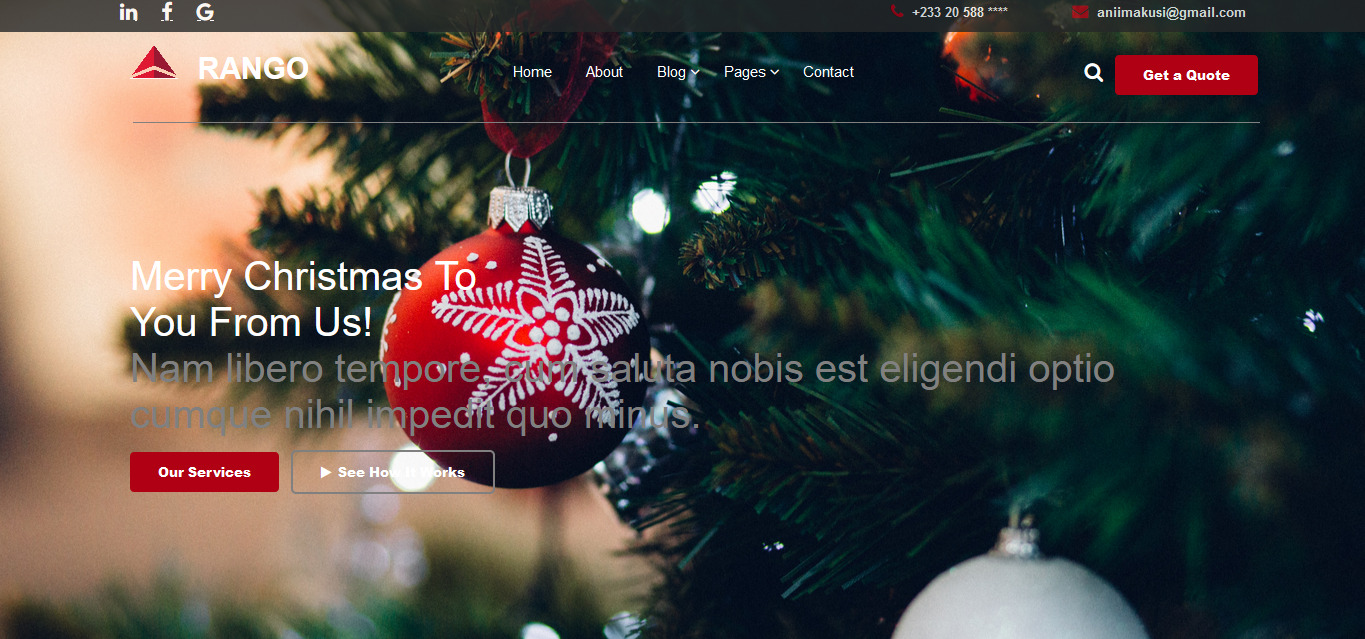 +233 20 588 ****
aniimakusi@gmail.com
RANGO
Home
About
Blog
Pages
Contact
Get a Quote
Merry Christmas To
You From Us!
Nam libero tempore, cum saluta nobis est eligendi optio
cumque nihil impedit quo minus.
Our Services
See How It Works